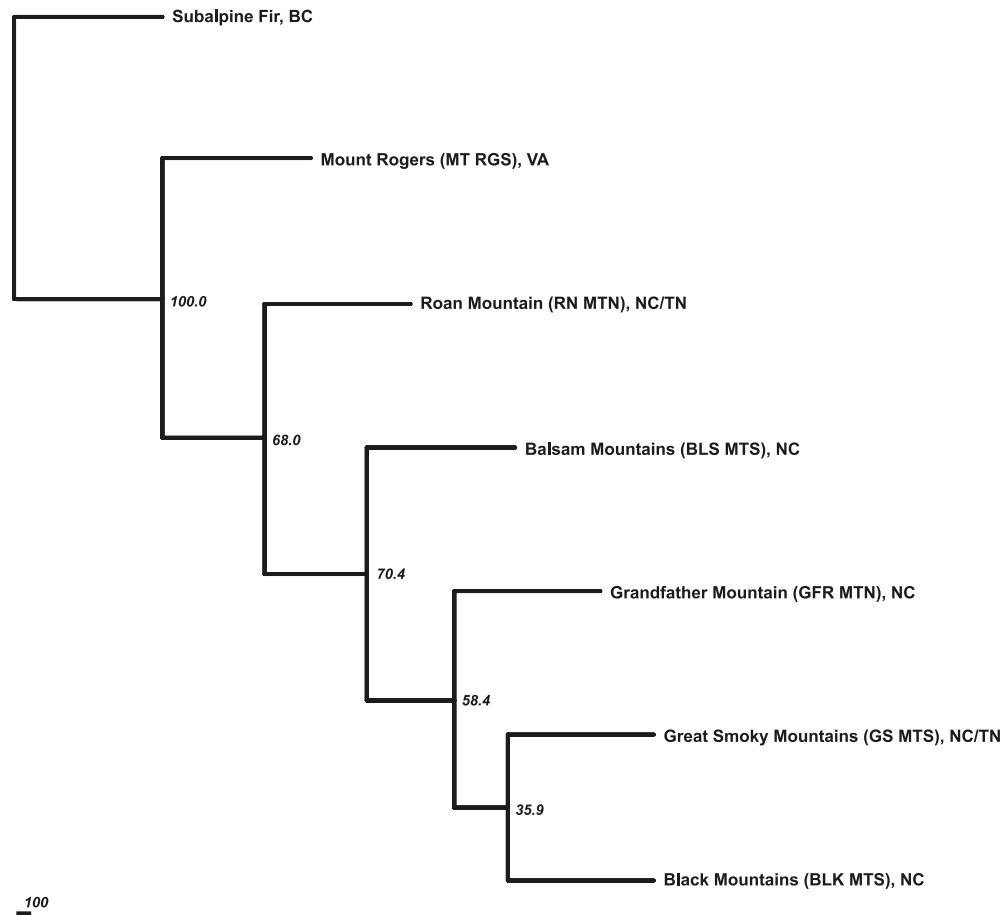 Subalpine Fir, BC
Mount Rogers (MT RGS), VA
100.0
Roan Mountain (RN MTN), NC/TN
68.0
Balsam Mountains (BLS MTS), NC
70.4
Grandfather Mountain (GFR MTN), NC
58.4
Great Smoky Mountains (GS MTS), NC/TN
35.9
Black Mountains (BLK MTS), NC
100